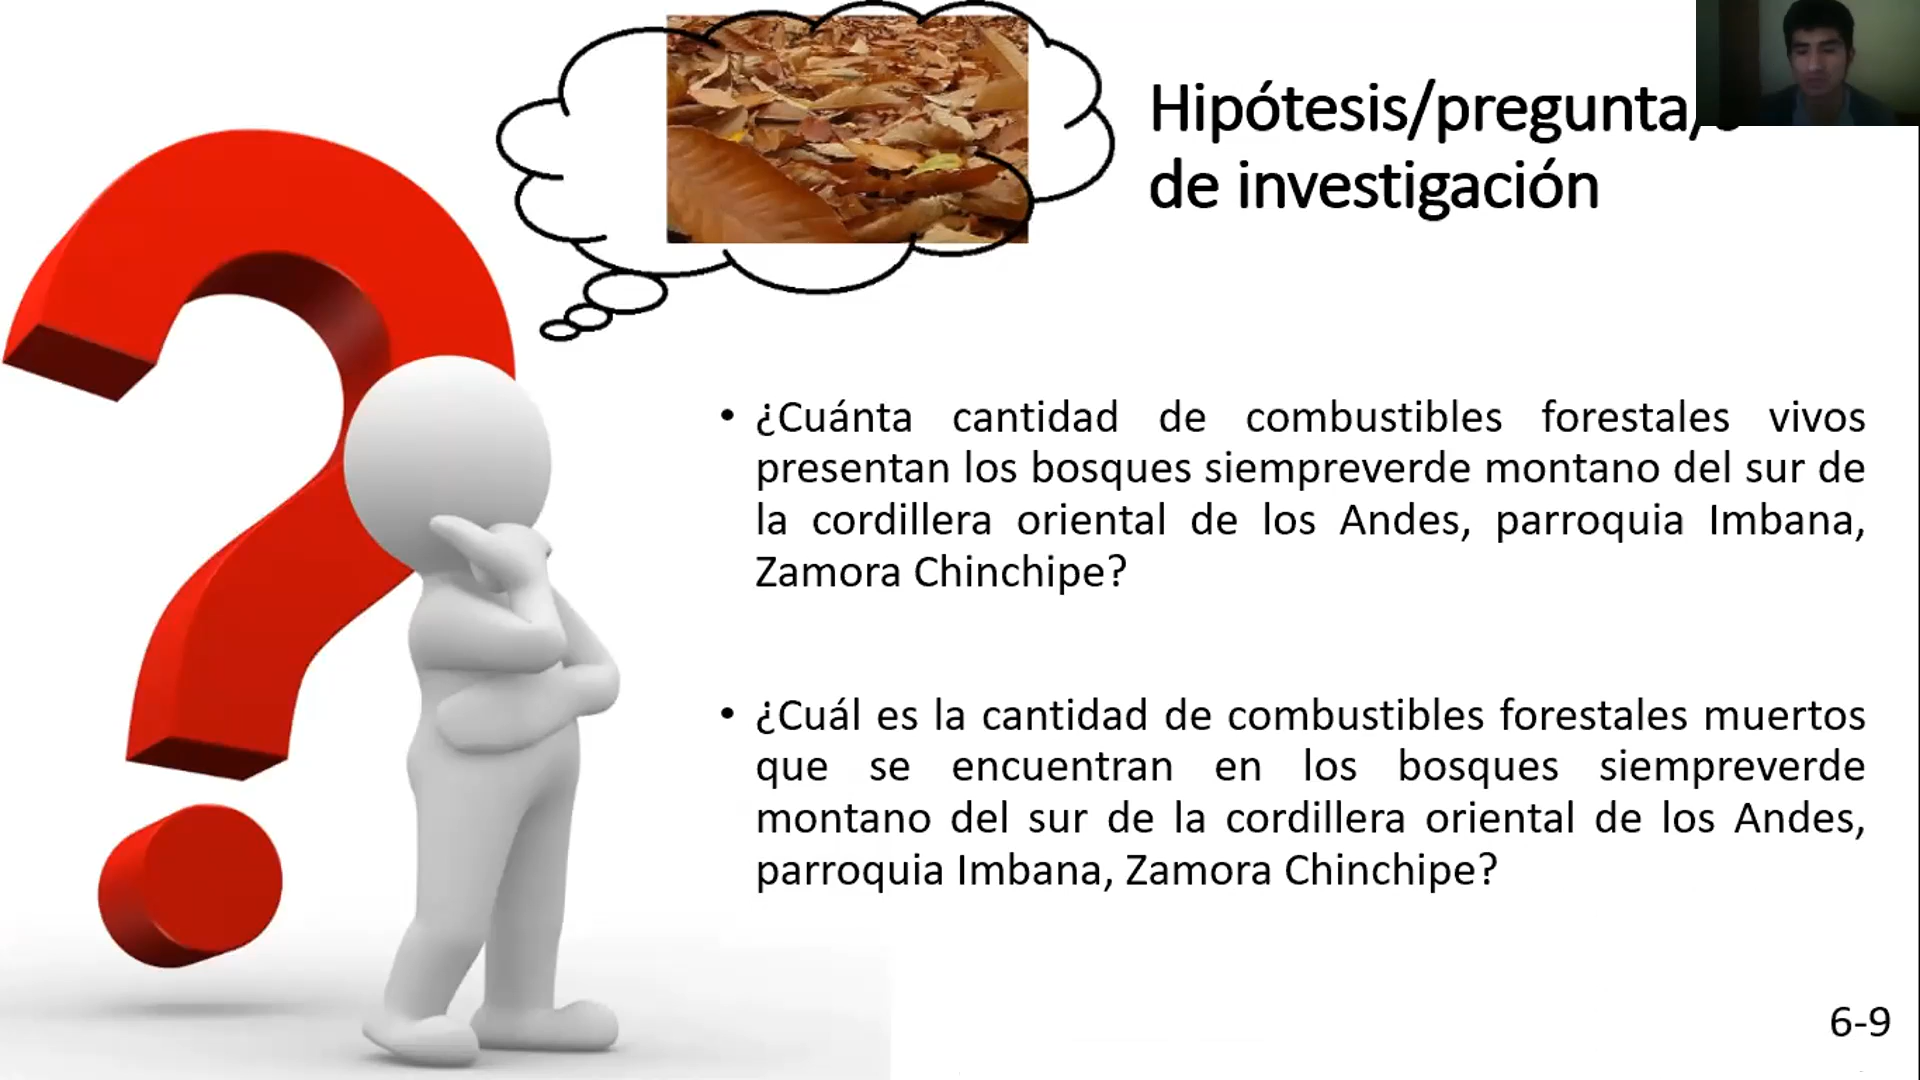 Hipótesis/pregunta/s
de investigación
• ¿Cuánta cantidad de combustibles forestales vivos
presentan los bosques siempreverde montano del sur de
la cordillera oriental de los Andes, parroquia Imbana,
Zamora Chinchipe?
• ¿Cuál es la cantidad de combustibles forestales muertos
que se encuentran en los bosques siempreverde
montano del sur de la cordillera oriental de los Andes,
parroquia Imbana, Zamora Chinchipe?
6-9